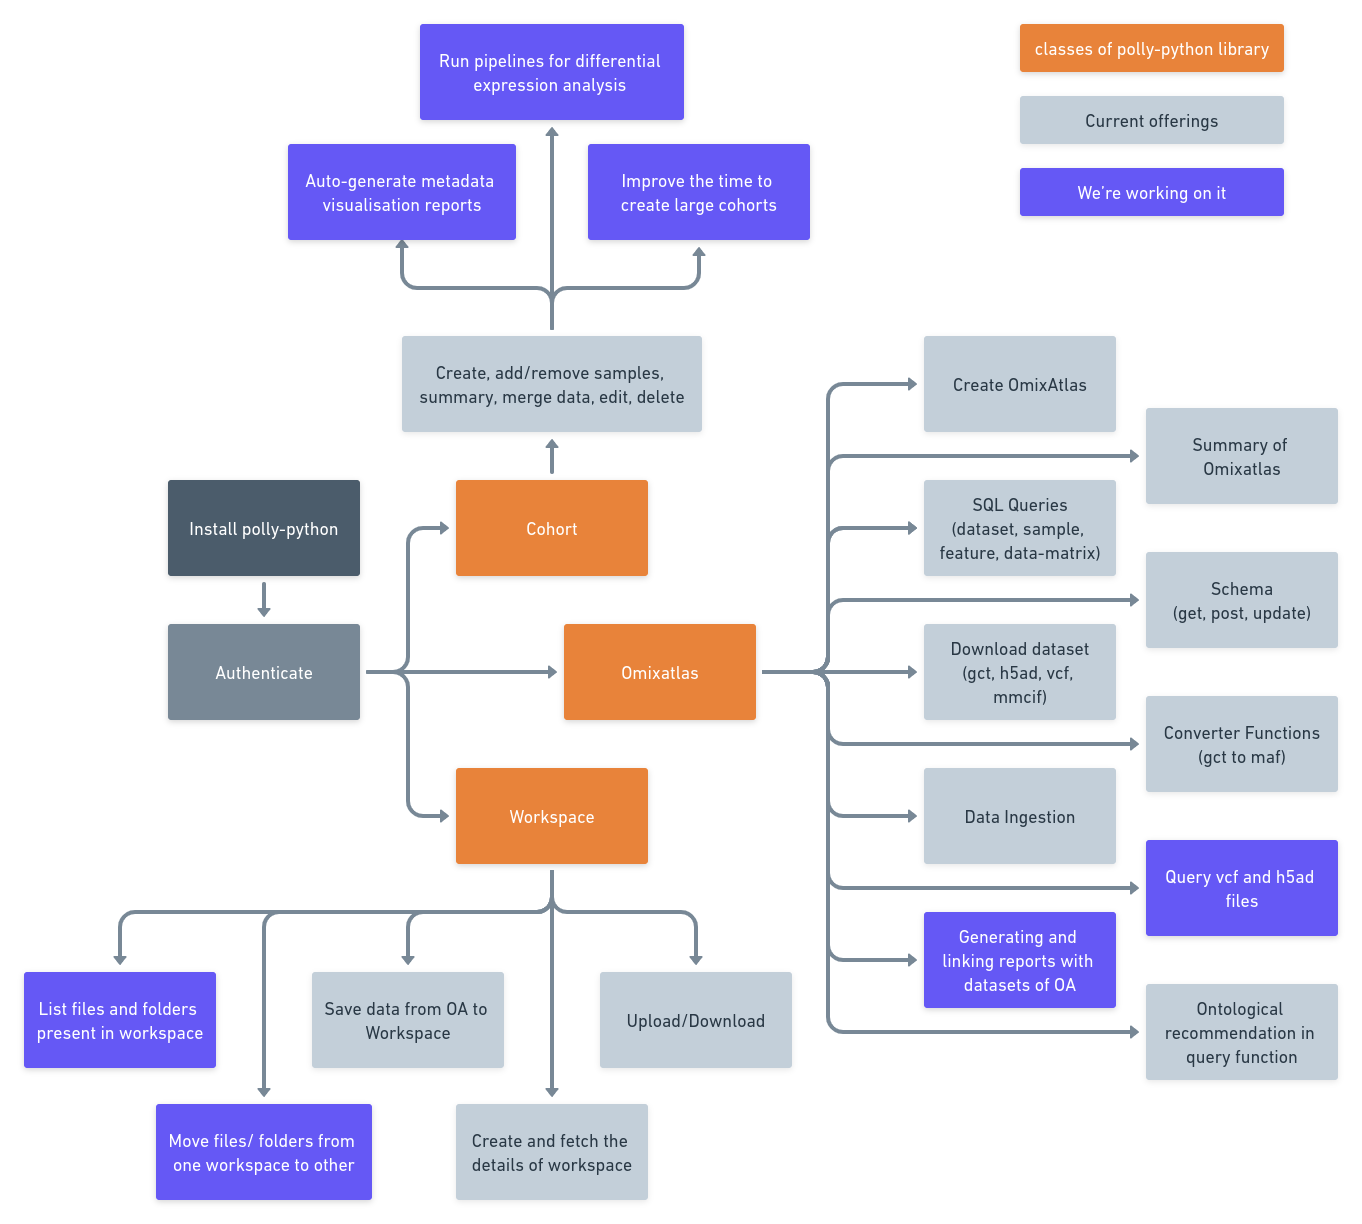 Run pipelines for differential
expression analysis
classes of polly-python library
Current offerings
We're working on it
Auto-generate metadata
visualisation reports
Improve the time to
create large cohorts
Create, add/remove samples,
summary, merge data, edit, delete
Install polly-python
Cohort
Authenticate
Omixatlas
Workspace
Create OmixAtlas
Summary of
Omixatlas
SQL Queries
(dataset, sample,
feature, data-matrix)
Schema
(get, post, update)
Download dataset
(gct, h5ad, vcf,
mmcif)
Converter Functions
(gct to maf)
Data Ingestion
Query vcf and h5ad
files
Generating and
linking reports with
datasets of OA
Ontological
recommendation in
query function
List files and folders
present in workspace
Save data from OA to
Workspace
Upload/Download
Move files/ folders from
one workspace to other
Create and fetch the
details of workspace